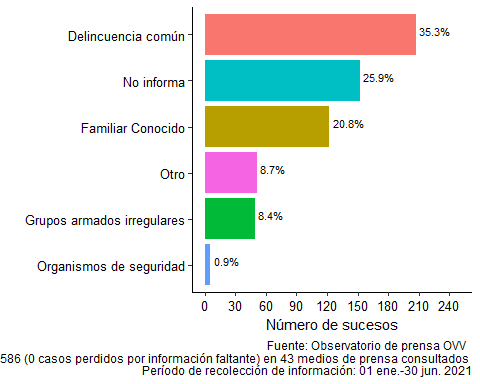 Delincuencia común
35.3%
No informa
25.9%
Familiar Conocido
20.8%
Otro
8.7%
Grupos armados irregulares
8.4%
Organismos de seguridad
0.9%
0 30 60 90 120 150 180 210 240
Número de sucesos
Fuente: Observatorio de prensa OVV
586 (0 casos perdidos por información faltante) en 43 medios de prensa consultados
Período de recolección de información: 01 ene.-30 jun. 2021